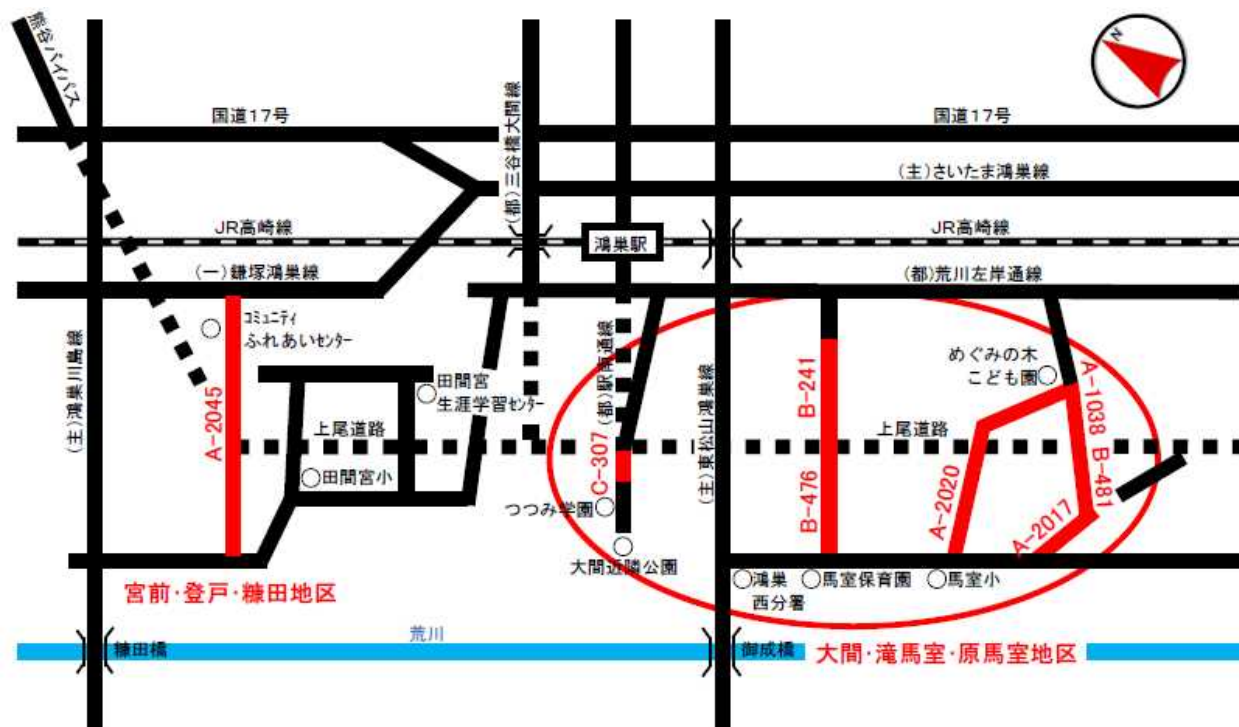 熊谷バイパス
N
国道17号
国道17号
(都)三谷橋大間線
(主)さいたま鴻巣線
JR高崎線
鴻巣駅
JR高崎線
(一)鎌塚鴻巣線
(都)荒川左岸通線
コミュニティ
ふれあいセンター
(主)鴻巣川島線
A-2045
田間宮
生涯学習センター
(都)駅南通線
(主)東松山鴻巣線
B-241
めぐみの木
こども園
A-1038 B-481
上尾道路
上尾道路
田間宮小
C-307
つつみ学園
B-476
A-2020
A-2017
大間近隣公園
鴻巣
西分署
馬室保育園
馬室小
宮前・登戸・糠田地区
荒川
糠田橋
御成橋
大間・滝馬室・原馬室地区